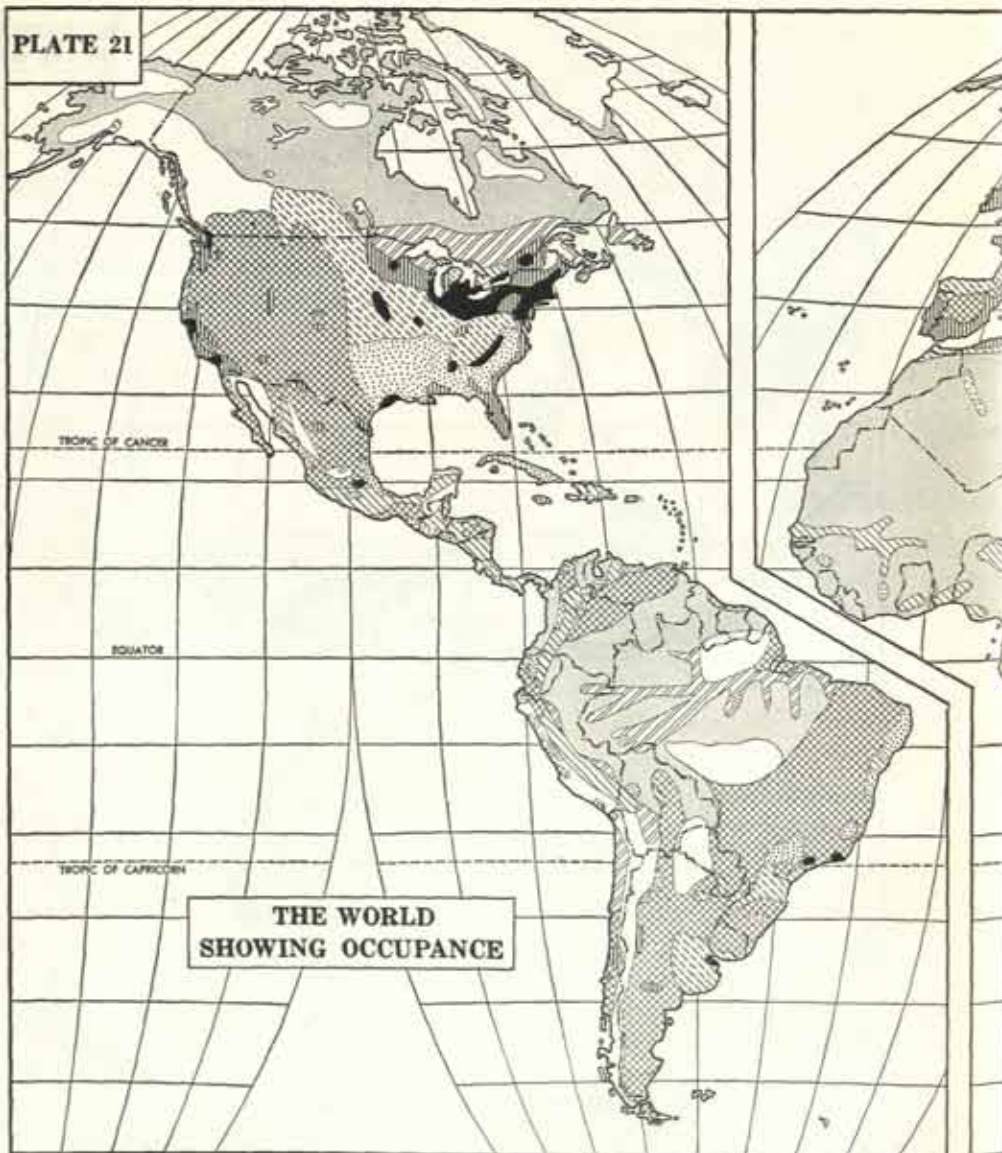 PLATE 21
TROPIC OF CANCER
EQUATOR
TROPIC OF CAPRICORN
THE WORLD
SHOWING OCCUPANCE